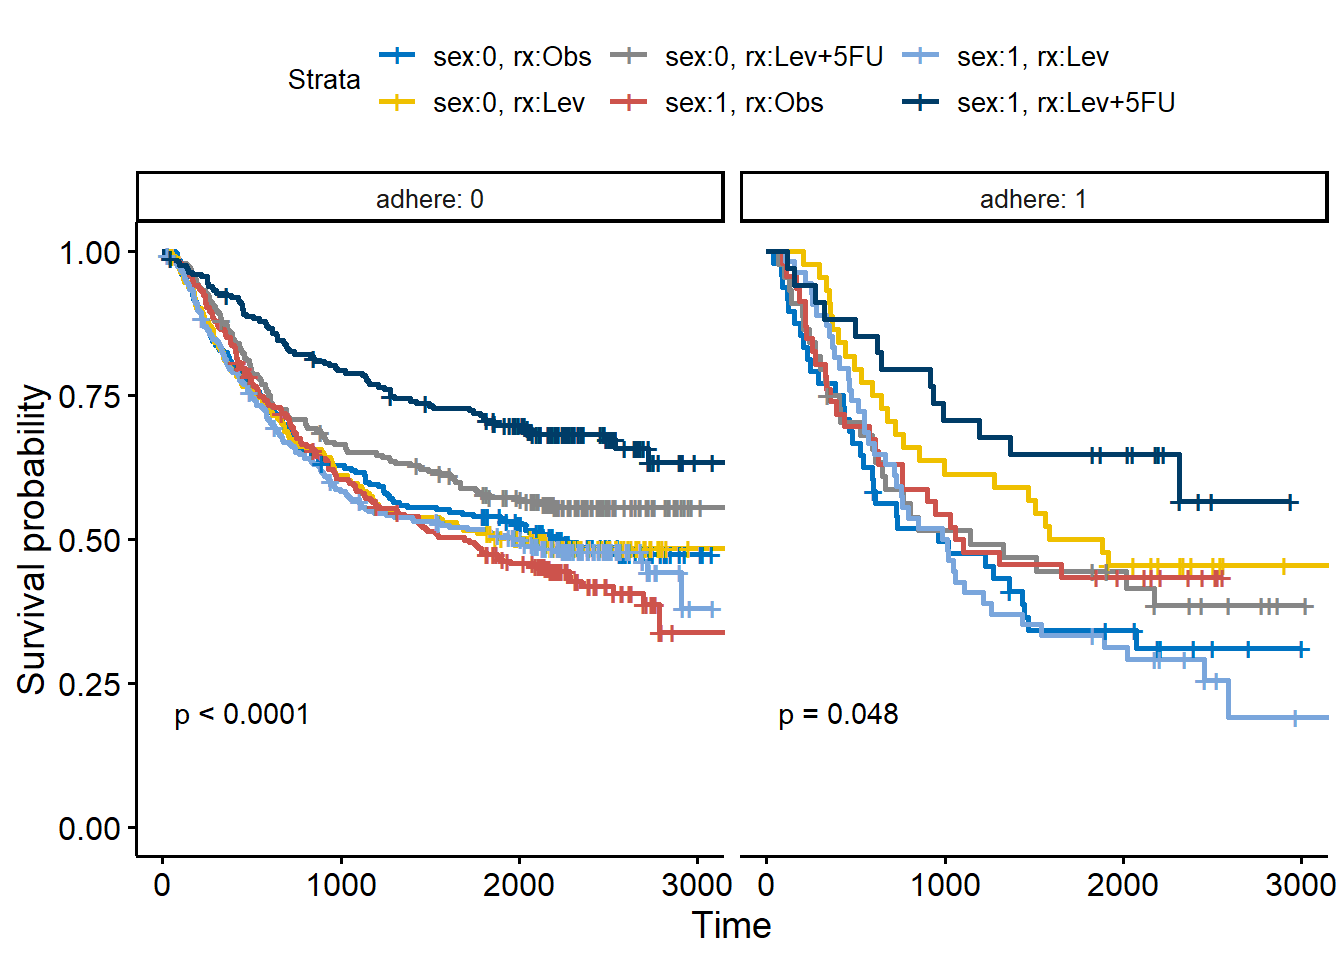 Strata
sex:0, rx:Obs
sex:0, rx:Lev+5FU
sex:1, rx:Lev
sex:0, rx:Lev
sex:1, rx:Obs
sex:1, rx:Lev+5FU
adhere: 0
adhere: 1
Survival probability
1.00
0.75
0.50
0.25
0.00
p < 0.0001
p = 0.048
0 1000 2000 3000
0 1000 2000 3000
Time